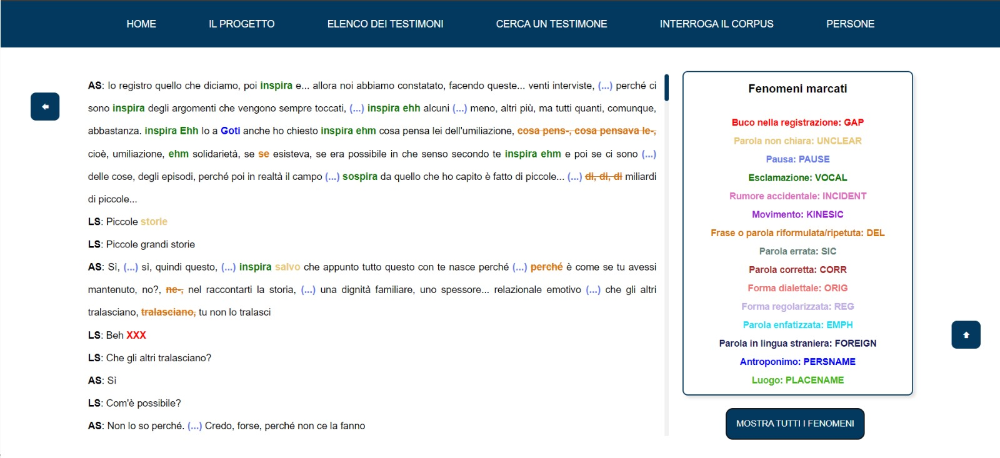 HOME IL PROGETTO ELENCO DEI TESTIMONI CERCA UN TESTIMONE INTERROGA IL CORPUS PERSONE
AS: Io registro quello che diciamo, poi inspira e... allora noi abbiamo constatato, facendo queste... venti interviste, (...) perché ci
sono inspira degli argomenti che vengono sempre toccati, (...) inspira ehh alcuni (...) meno, altri più, ma tutti quanti, comunque,
abbastanza. inspira Ehh Io a Goti anche ho chiesto inspira ehm cosa pensa lei dell'umiliazione, cosa pens-, cosa pensava le-,
cioè, umiliazione, ehm solidarietà, se se esisteva, se era possibile in che senso secondo te inspira ehm e poi se ci sono (...)
delle cose, degli episodi, perché poi in realtà il campo (...) sospira da quello che ho capito è fatto di piccole... (...) di, di, di miliardi
di piccole...
LS: Piccole storie
LS: Piccole grandi storie
AS: Sì, (...) sì, quindi questo, (...) inspira salvo che appunto tutto questo con te nasce perché (...) perché è come se tu avessi
mantenuto, no?, ne-, nel raccontarti la storia, (...) una dignità familiare, uno spessore... relazionale emotivo (...) che gli altri
tralasciano, tralasciano, tu non lo tralasci
LS: Beh XXX
LS: Che gli altri tralasciano?
AS: Sì
LS: Com'è possibile?
AS: Non lo so perché. (...) Credo, forse, perché non ce la fanno
Fenomeni marcati
Buco nella registrazione: GAP
Parola non chiara: UNCLEAR
Pausa: PAUSE
Esclamazione: VOCAL
Rumore accidentale: INCIDENT
Movimento: KINESIC
Frase o parola riformulata/ripetuta: DEL
Parola errata: SIC
Parola corretta: CORR
Forma dialettale: ORIG
Forma regolarizzata: REG
Parola enfatizzata: EMPH
Parola in lingua straniera: FOREIGN
Antroponimo: PERSNAME
Luogo: PLACENAME
MOSTRA TUTTI I FENOMENI